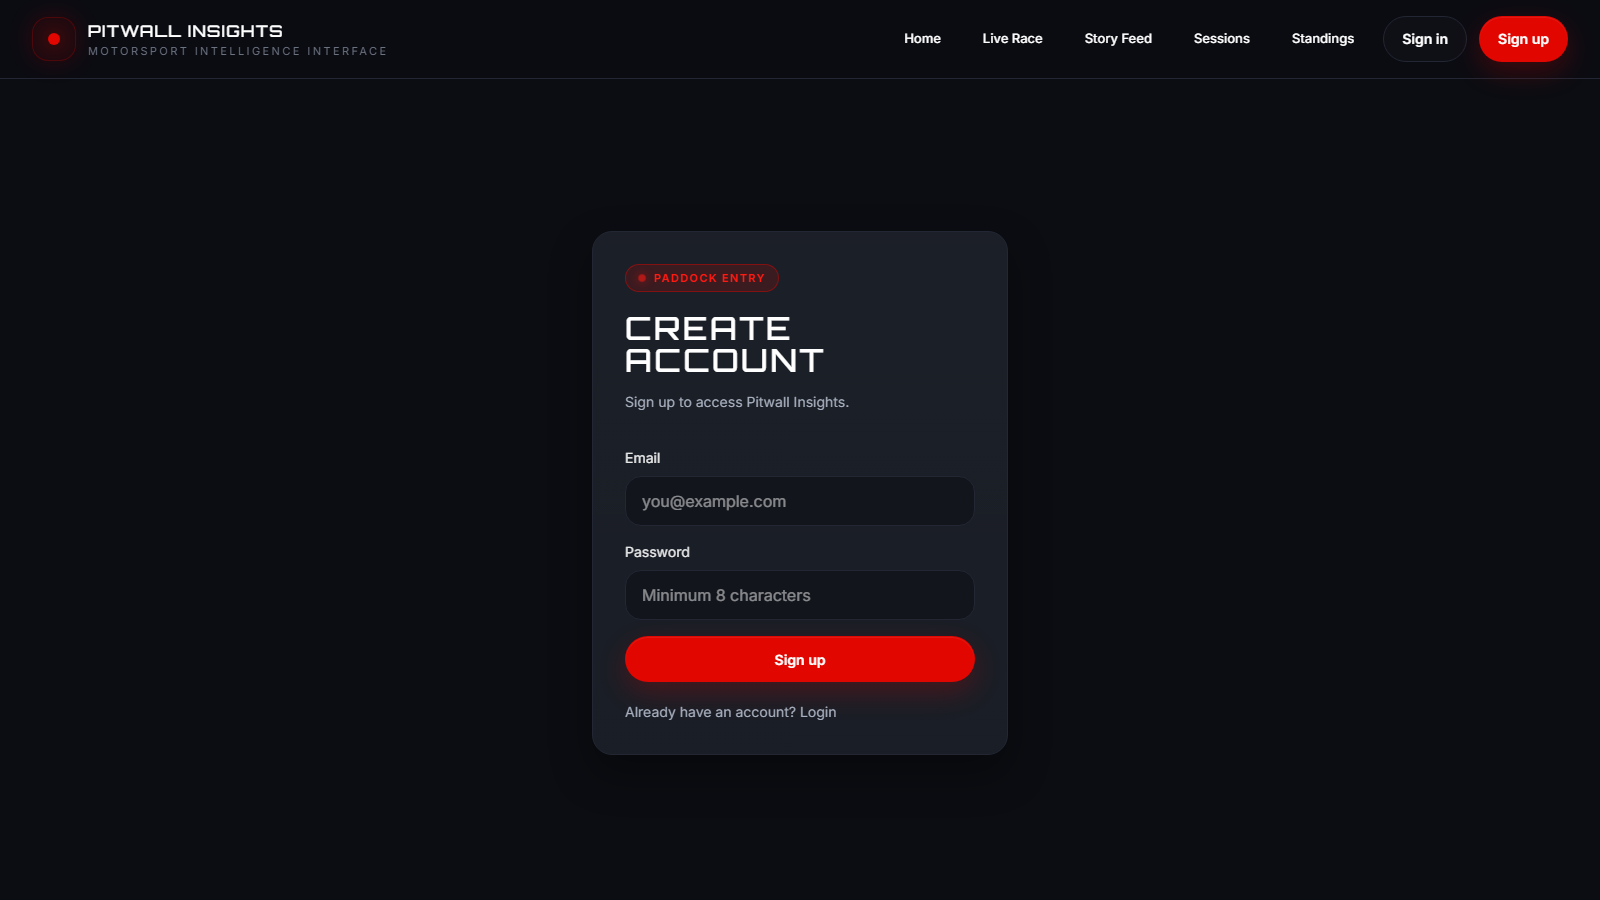 PITWALL INSIGHTS
MOTORSPORT INTELLIGENCE INTERFACE
Home
Live Race
Story Feed
Sessions
Standings
Sign in
Sign up
PADDOCK ENTRY
CREATE
ACCOUNT
Sign up to access Pitwall Insights.
Email
you@example.com
Password
Minimum 8 characters
Sign up
Already have an account? Login